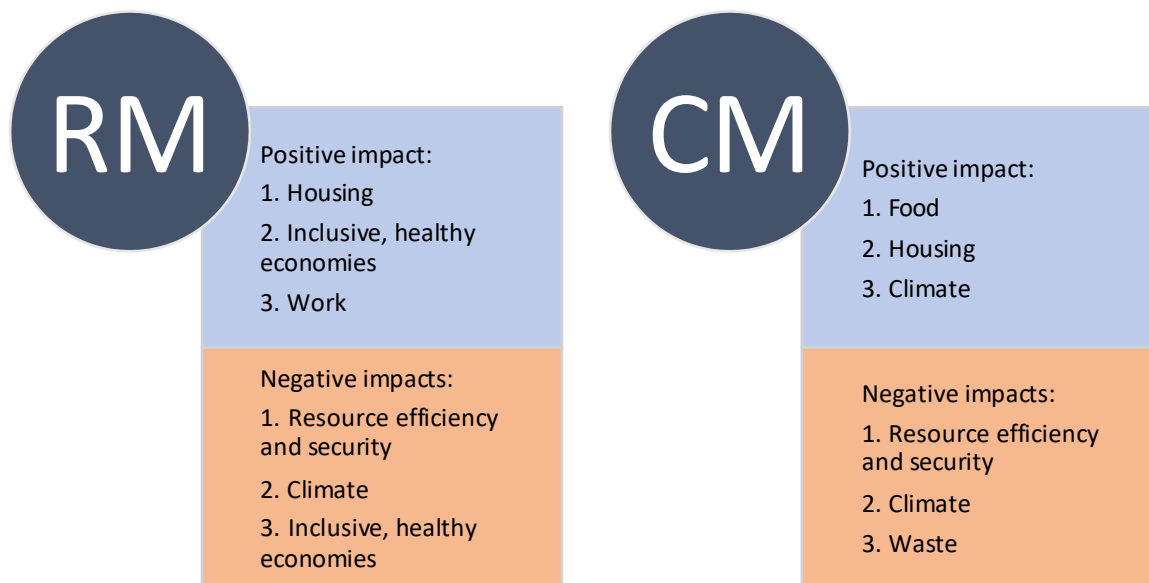 RM
Positive impact:
1. Housing
2. Inclusive, healthy
economies
3. Work
Negative impacts:
1. Resource efficiency
and security
2. Climate
3. Inclusive, healthy
economies
CM
Positive impact:
1. Food
2. Housing
3. Climate
Negative impacts:
1. Resource efficiency
and security
2. Climate
3. Waste